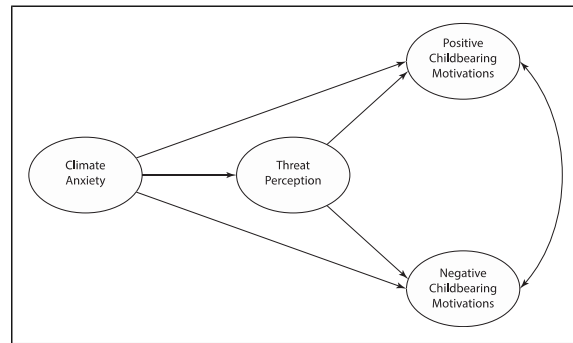 Positive
Childbearing
Motivations
Climate
Anxiety
Threat
Perception
Negative
Childbearing
Motivations